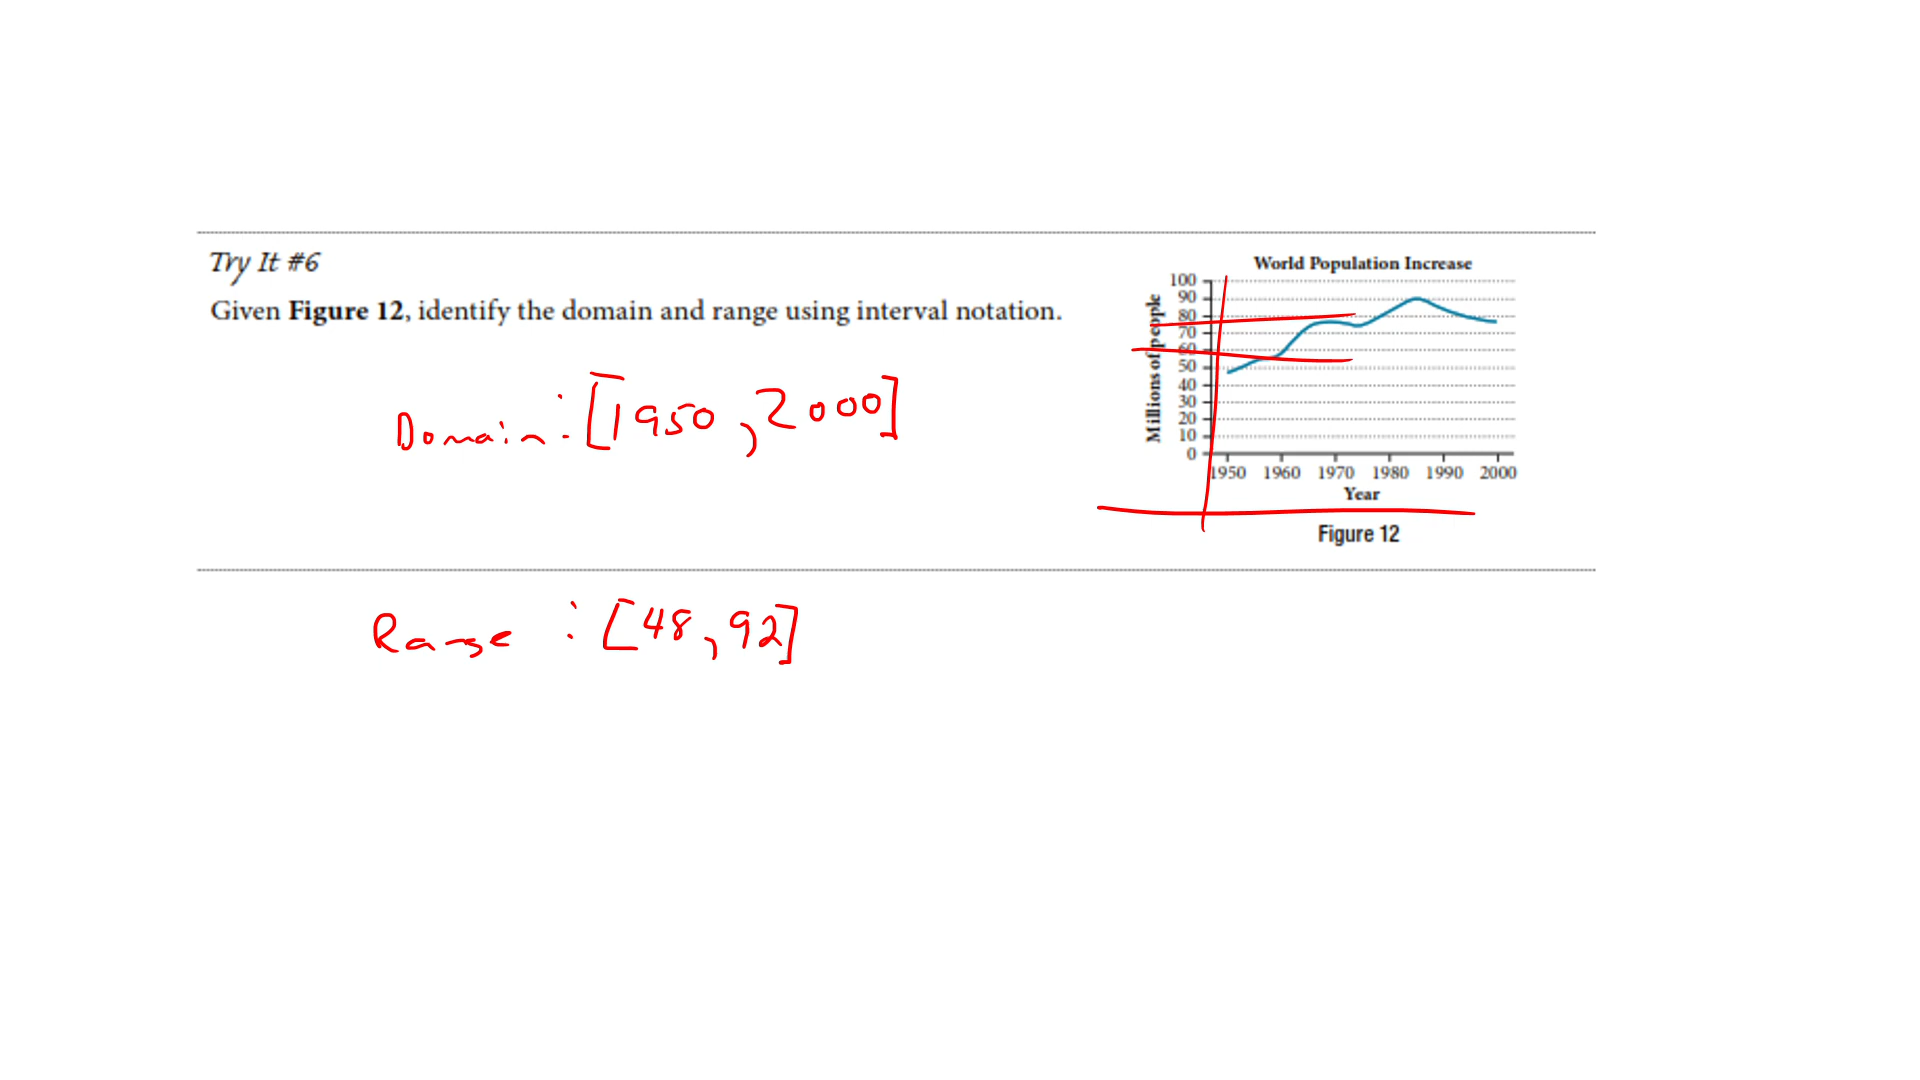 Try It #6
Given Figure 12, identify the domain and range using interval notation.
Domain: [1950, 2000]
Range : [48, 92]
World Population Increase
Millions of people
100
90
80
70
60
50
40
30
20
10
0
1950 1960 1970 1980 1990 2000
Year
Figure 12